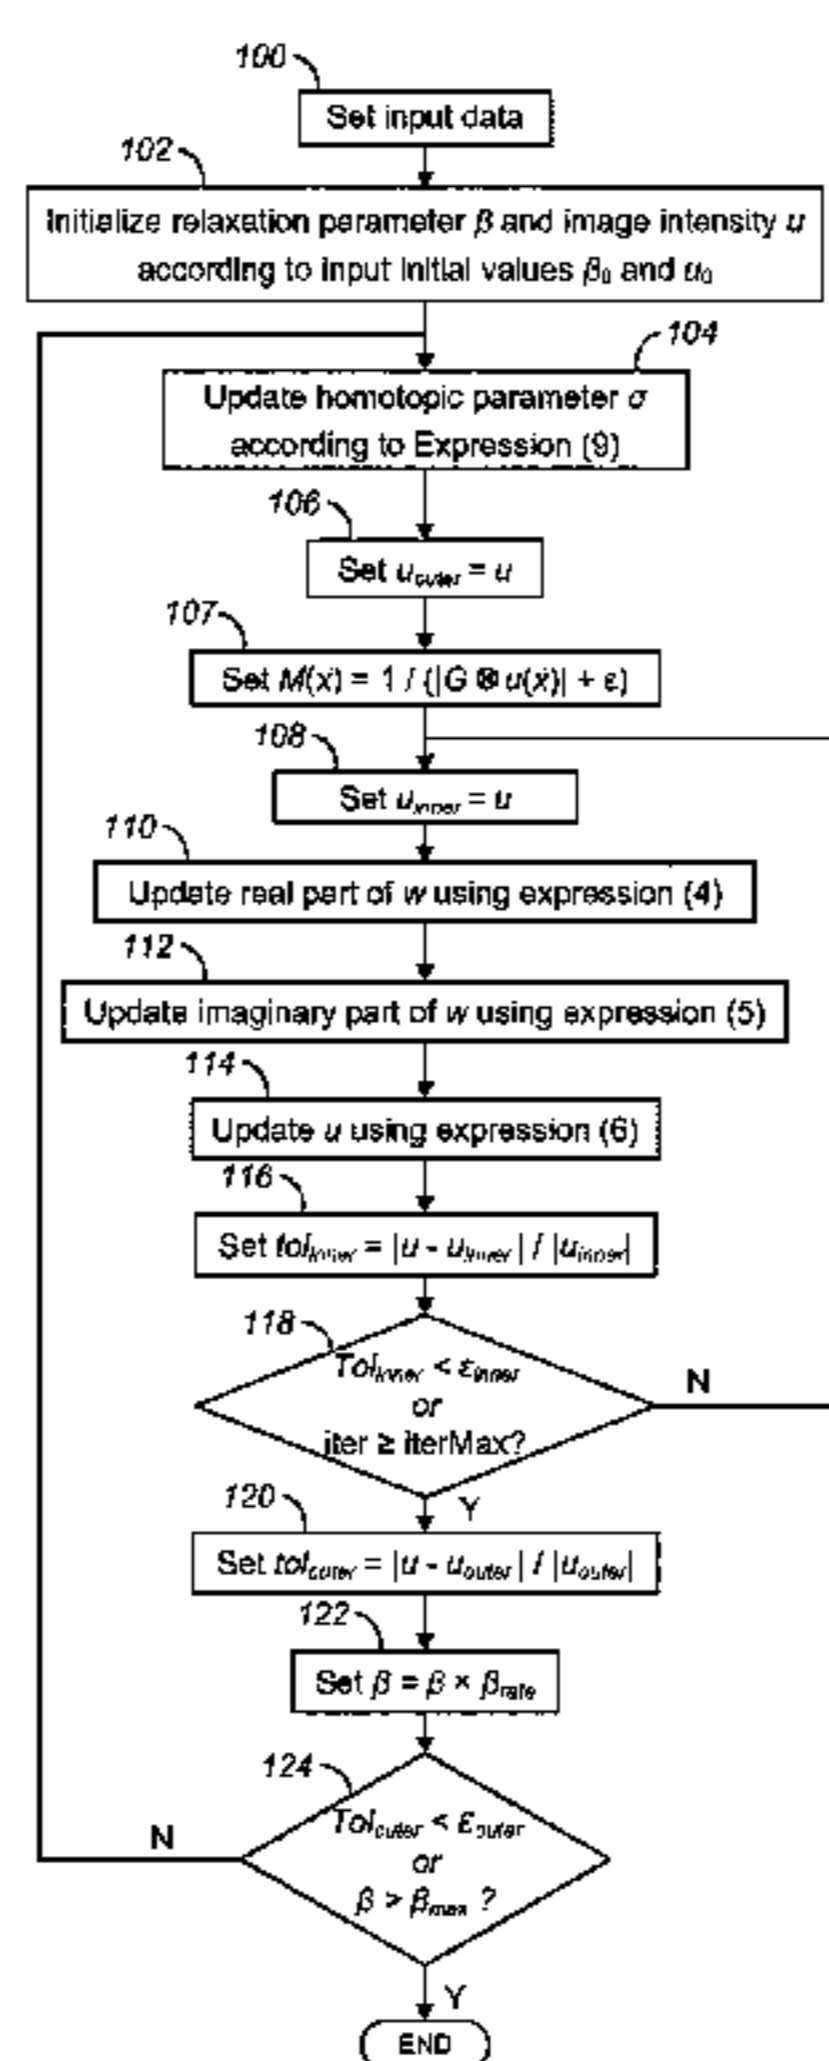 100
Set input data
102
Initialize relaxation parameter β and image intensity u
according to input initial values β₀ and u₀
104
Update homotopic parameter σ
according to Expression (9)
106
Set u_outer = u
107
Set M(x) = 1 / (|G ⊗ u(x)| + ε)
108
Set u_inner = u
110
Update real part of w using expression (4)
112
Update imaginary part of w using expression (5)
114
Update u using expression (6)
116
Set tol_inner = |u - u_inner| / |u_inner|
118
Tol_inner < ε_inner
or
iter ≥ iterMax?
N
Y
120
Set tol_outer = |u - u_outer| / |u_outer|
122
Set β = β × β_rate
124
Tol_outer < ε_outer
or
β > β_max ?
N
Y
END